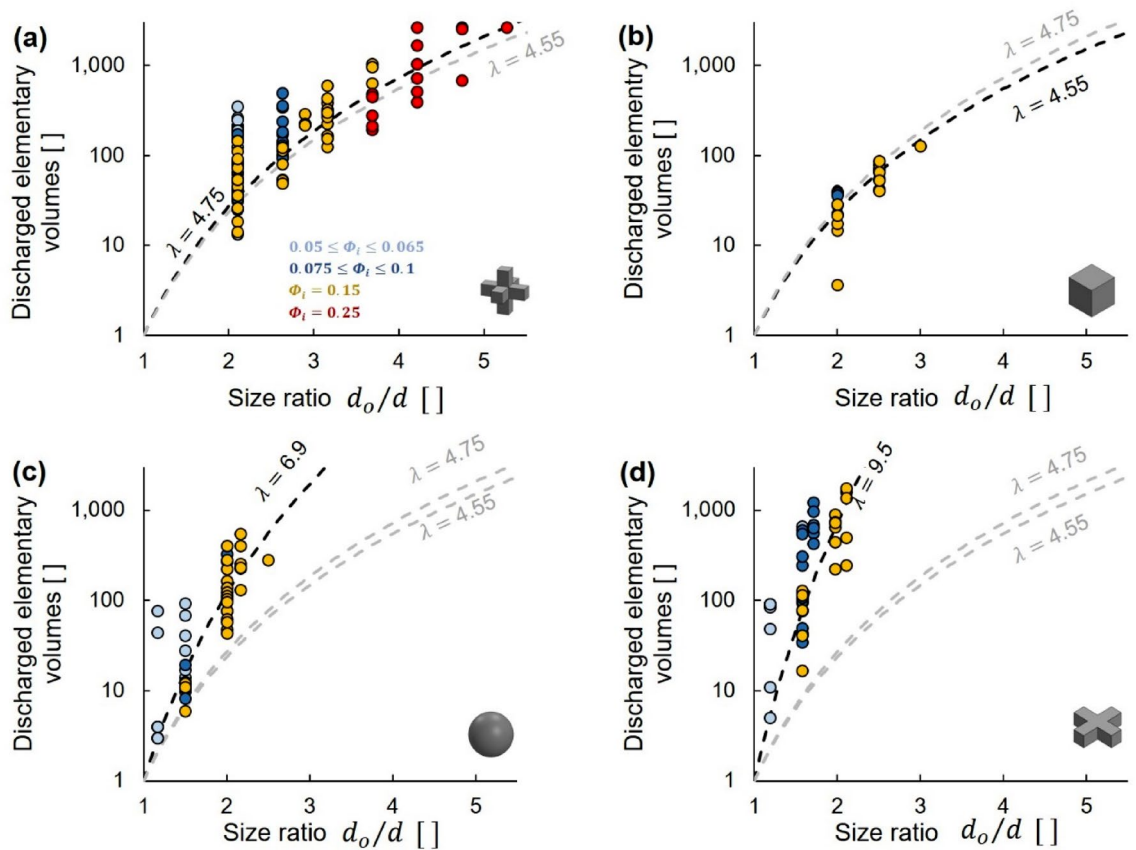 (a)
Discharged elementary
volumes [ ]
1,000
100
10
1
λ = 4.75
λ = 4.55
0.05 ≤ Φi ≤ 0.065
0.075 ≤ Φi ≤ 0.1
Φi = 0.15
Φi = 0.25
1 2 3 4 5
Size ratio do/d [ ]
(b)
Discharged elementry
volumes [ ]
1,000
100
10
1
λ = 4.75
λ = 4.55
1 2 3 4 5
Size ratio do/d [ ]
(c)
Discharged elementary
volumes [ ]
1,000
100
10
1
λ = 6.9
λ = 4.75
λ = 4.55
1 2 3 4 5
Size ratio do/d [ ]
(d)
Discharged elementary
volumes [ ]
1,000
100
10
1
λ = 9.5
λ = 4.75
λ = 4.55
1 2 3 4 5
Size ratio do/d [ ]